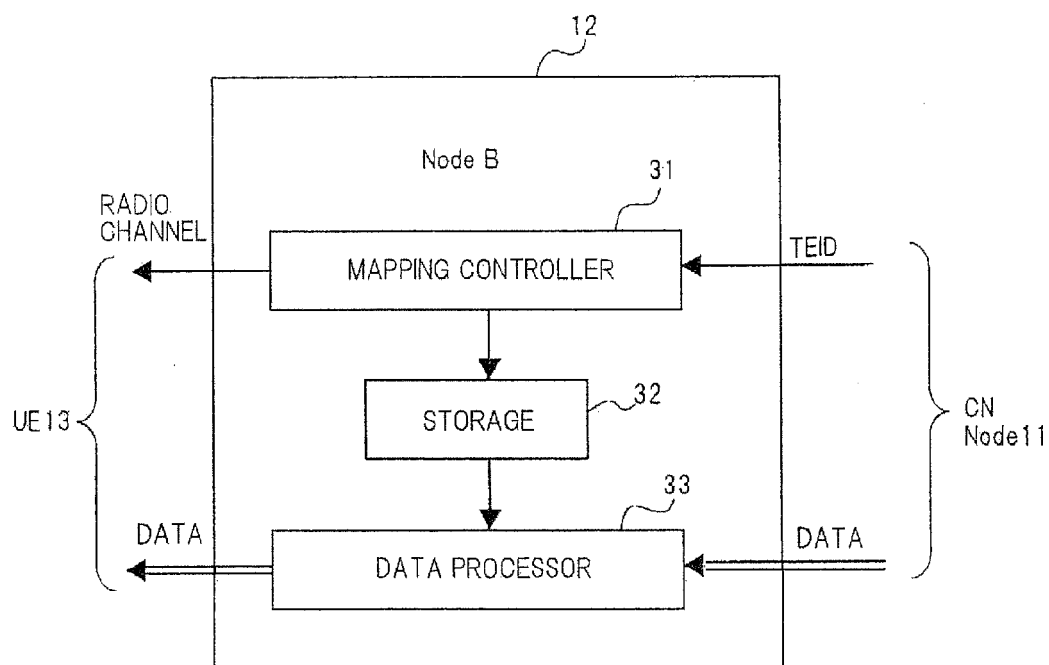 12
Node B
31
RADIO
CHANNEL
MAPPING CONTROLLER
TEID
UE13
STORAGE
32
CN
Node11
33
DATA
DATA PROCESSOR
DATA